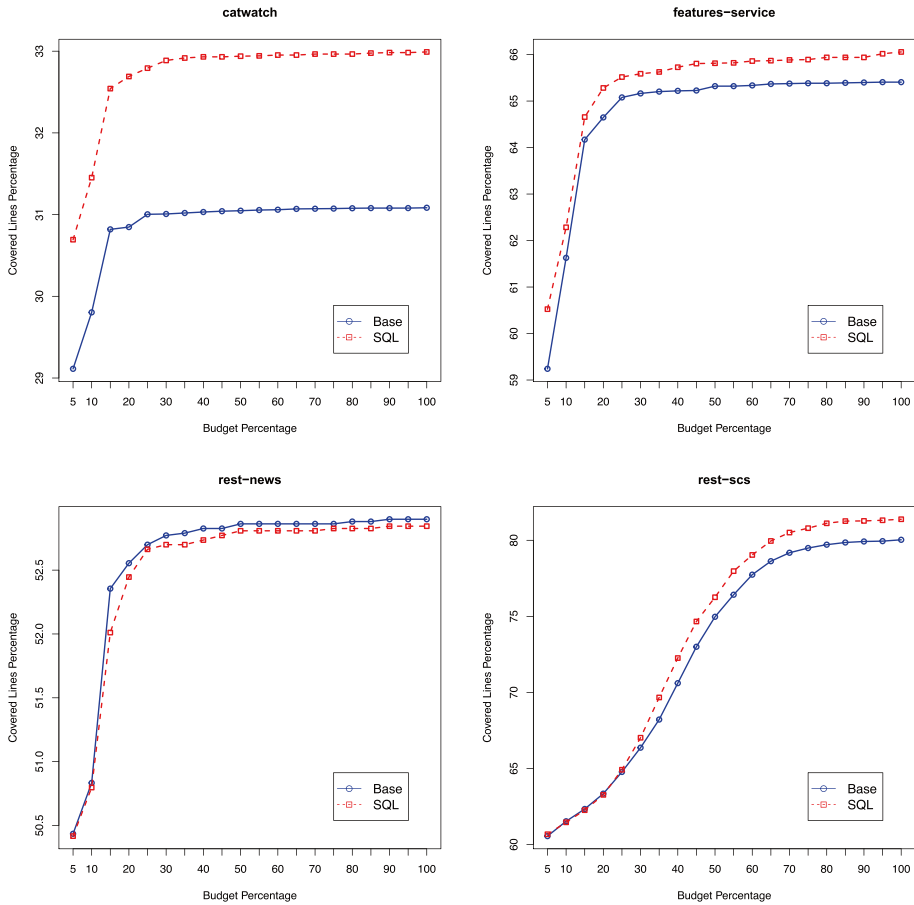 catwatch
Covered Lines Percentage
33
32
31
30
29
Base
SQL
5 10 20 30 40 50 60 70 80 90 100
Budget Percentage
features−service
Covered Lines Percentage
66
65
64
63
62
61
60
59
Base
SQL
5 10 20 30 40 50 60 70 80 90 100
Budget Percentage
rest−news
Covered Lines Percentage
52.5
52.0
51.5
51.0
50.5
Base
SQL
5 10 20 30 40 50 60 70 80 90 100
Budget Percentage
rest−scs
Covered Lines Percentage
80
75
70
65
60
Base
SQL
5 10 20 30 40 50 60 70 80 90 100
Budget Percentage